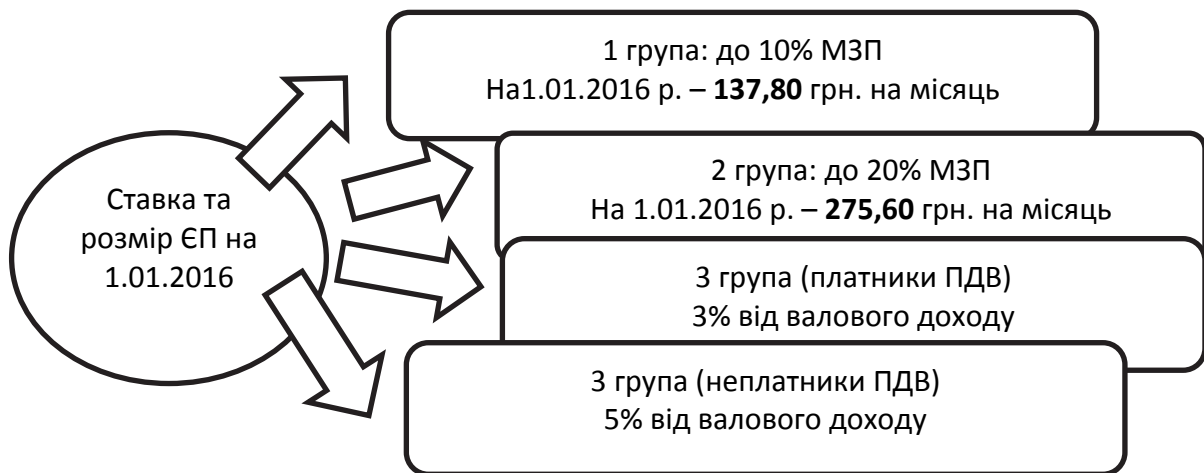 Ставка та
розмір ЄП на
1.01.2016
1 група: до 10% МЗП
На1.01.2016 р. – 137,80 грн. на місяць
2 група: до 20% МЗП
На 1.01.2016 р. – 275,60 грн. на місяць
3 група (платники ПДВ)
3% від валового доходу
3 група (неплатники ПДВ)
5% від валового доходу